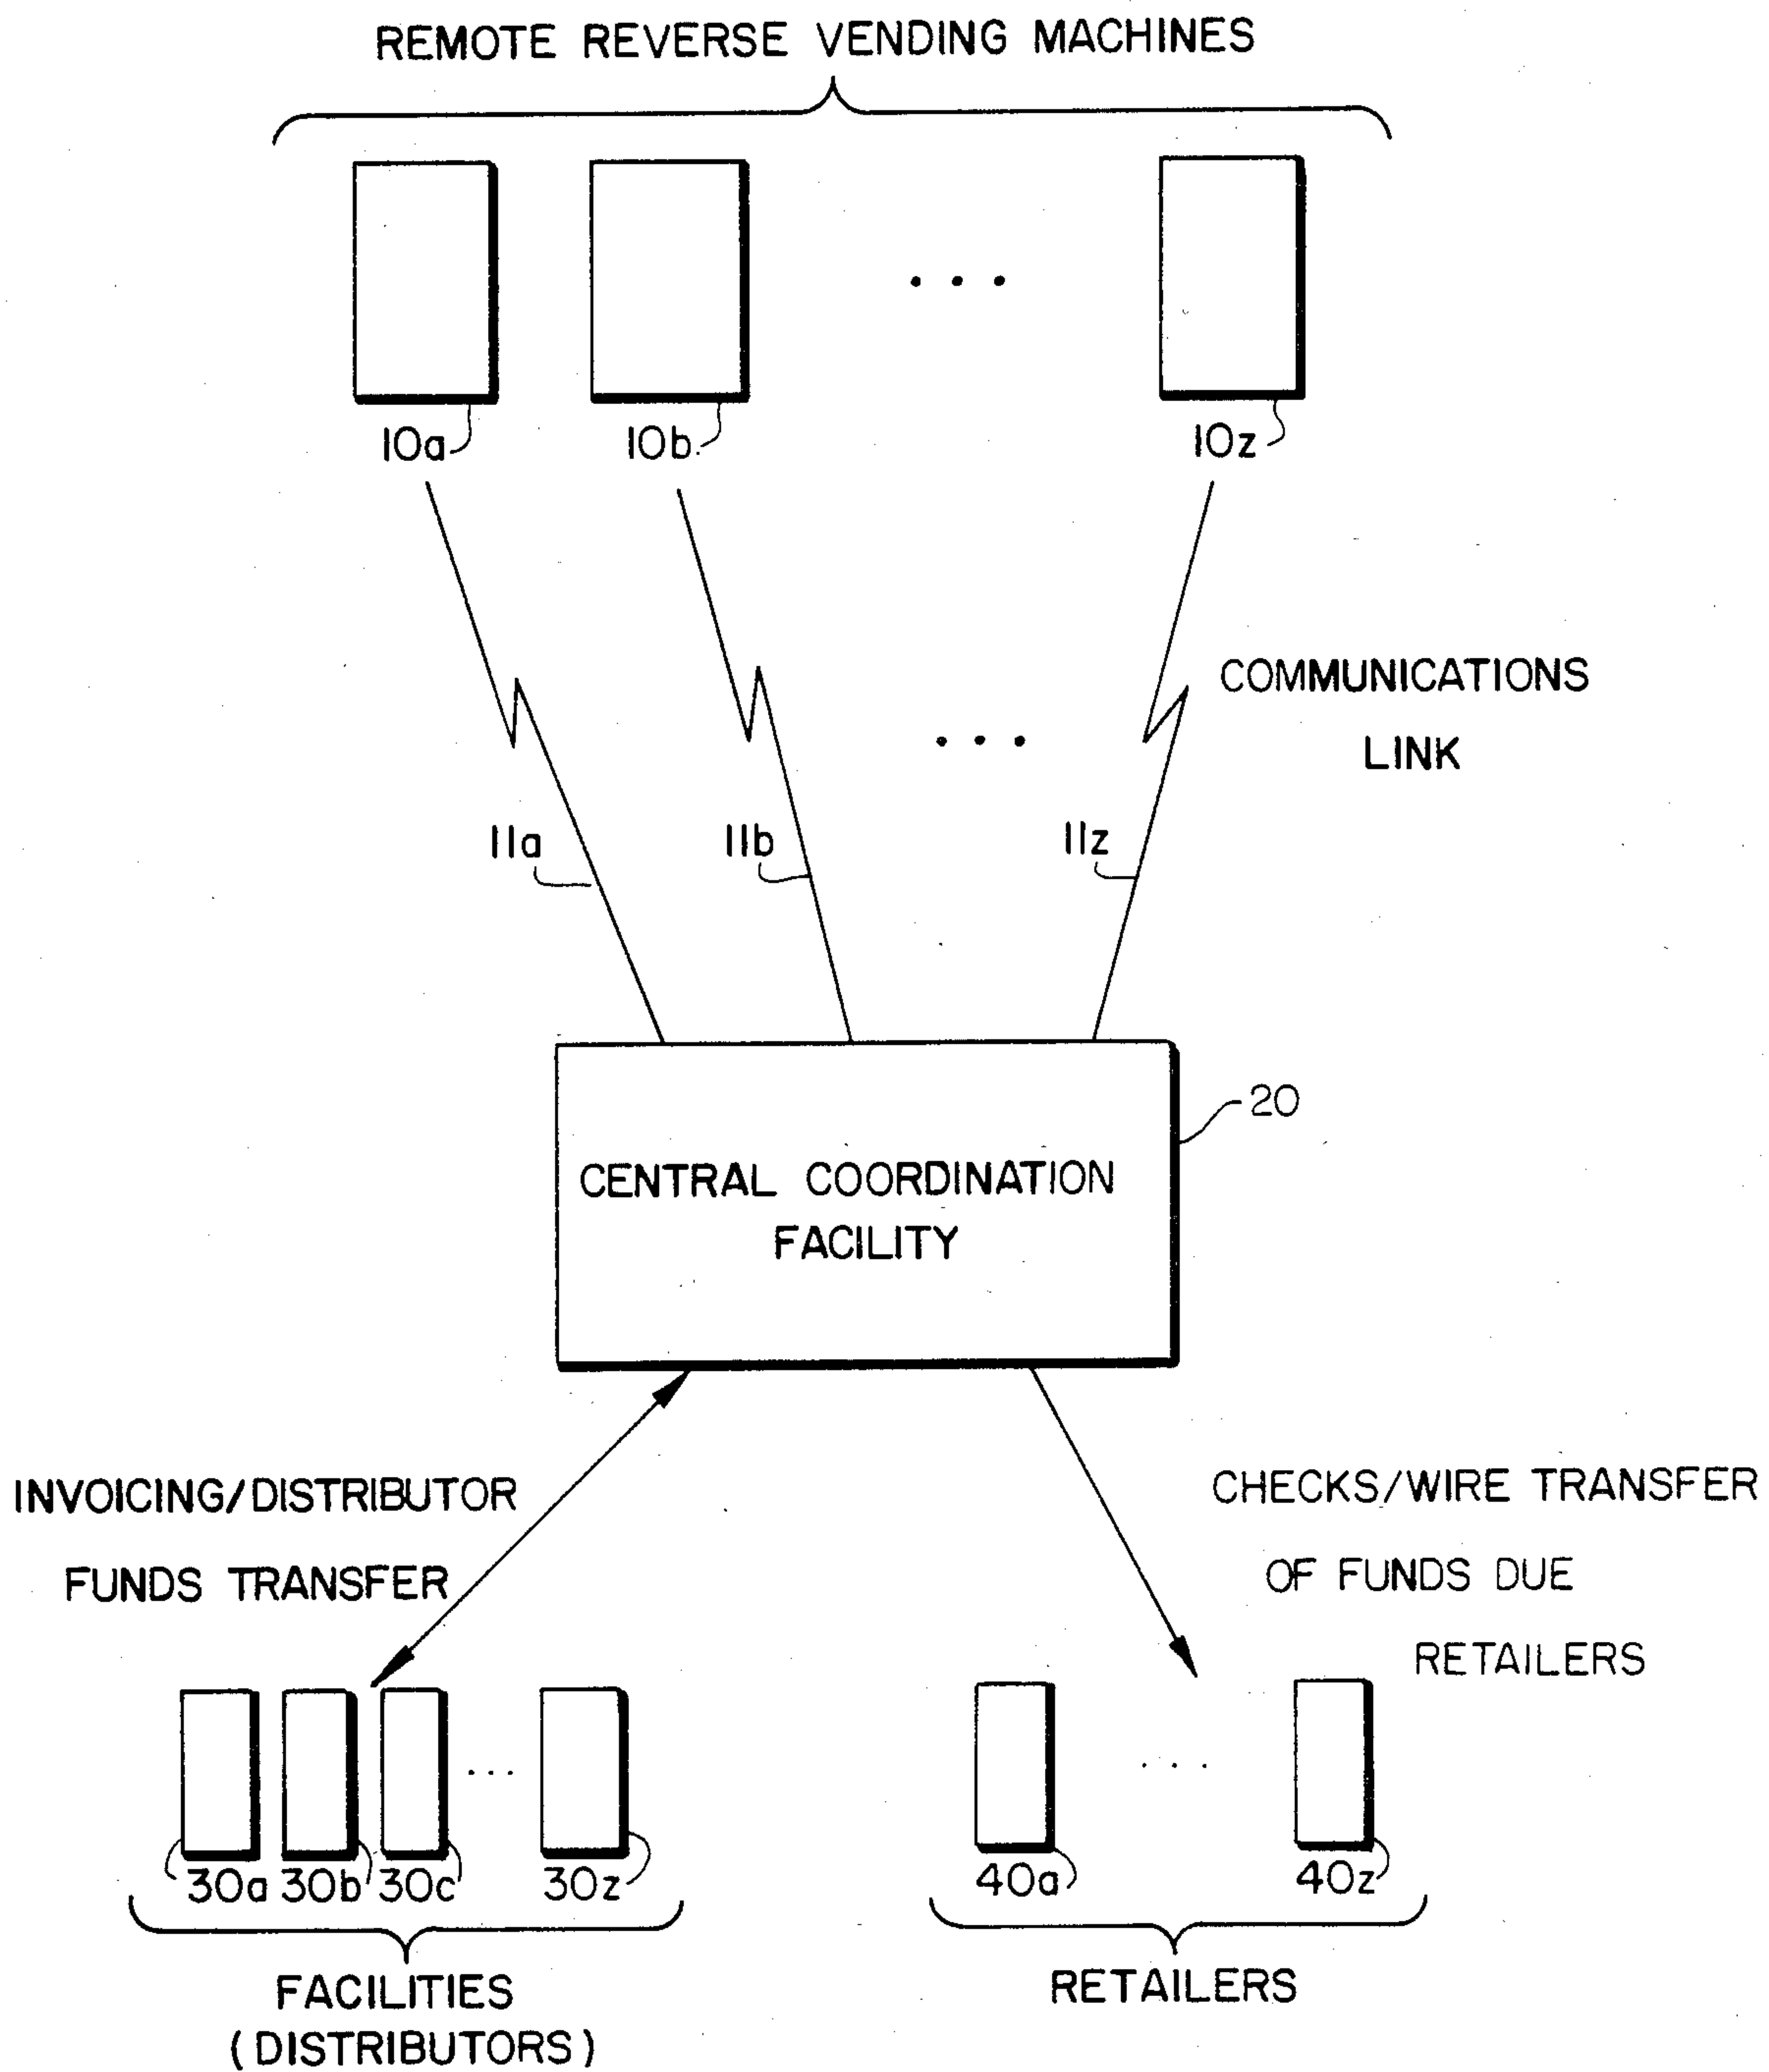 REMOTE REVERSE VENDING MACHINES
10a
10b
10z
COMMUNICATIONS
LINK
11a
11b
11z
20
CENTRAL COORDINATION
FACILITY
INVOICING/DISTRIBUTOR
FUNDS TRANSFER
CHECKS/WIRE TRANSFER
OF FUNDS DUE
RETAILERS
30a
30b
30c
30z
40a
40z
FACILITIES
(DISTRIBUTORS)
RETAILERS